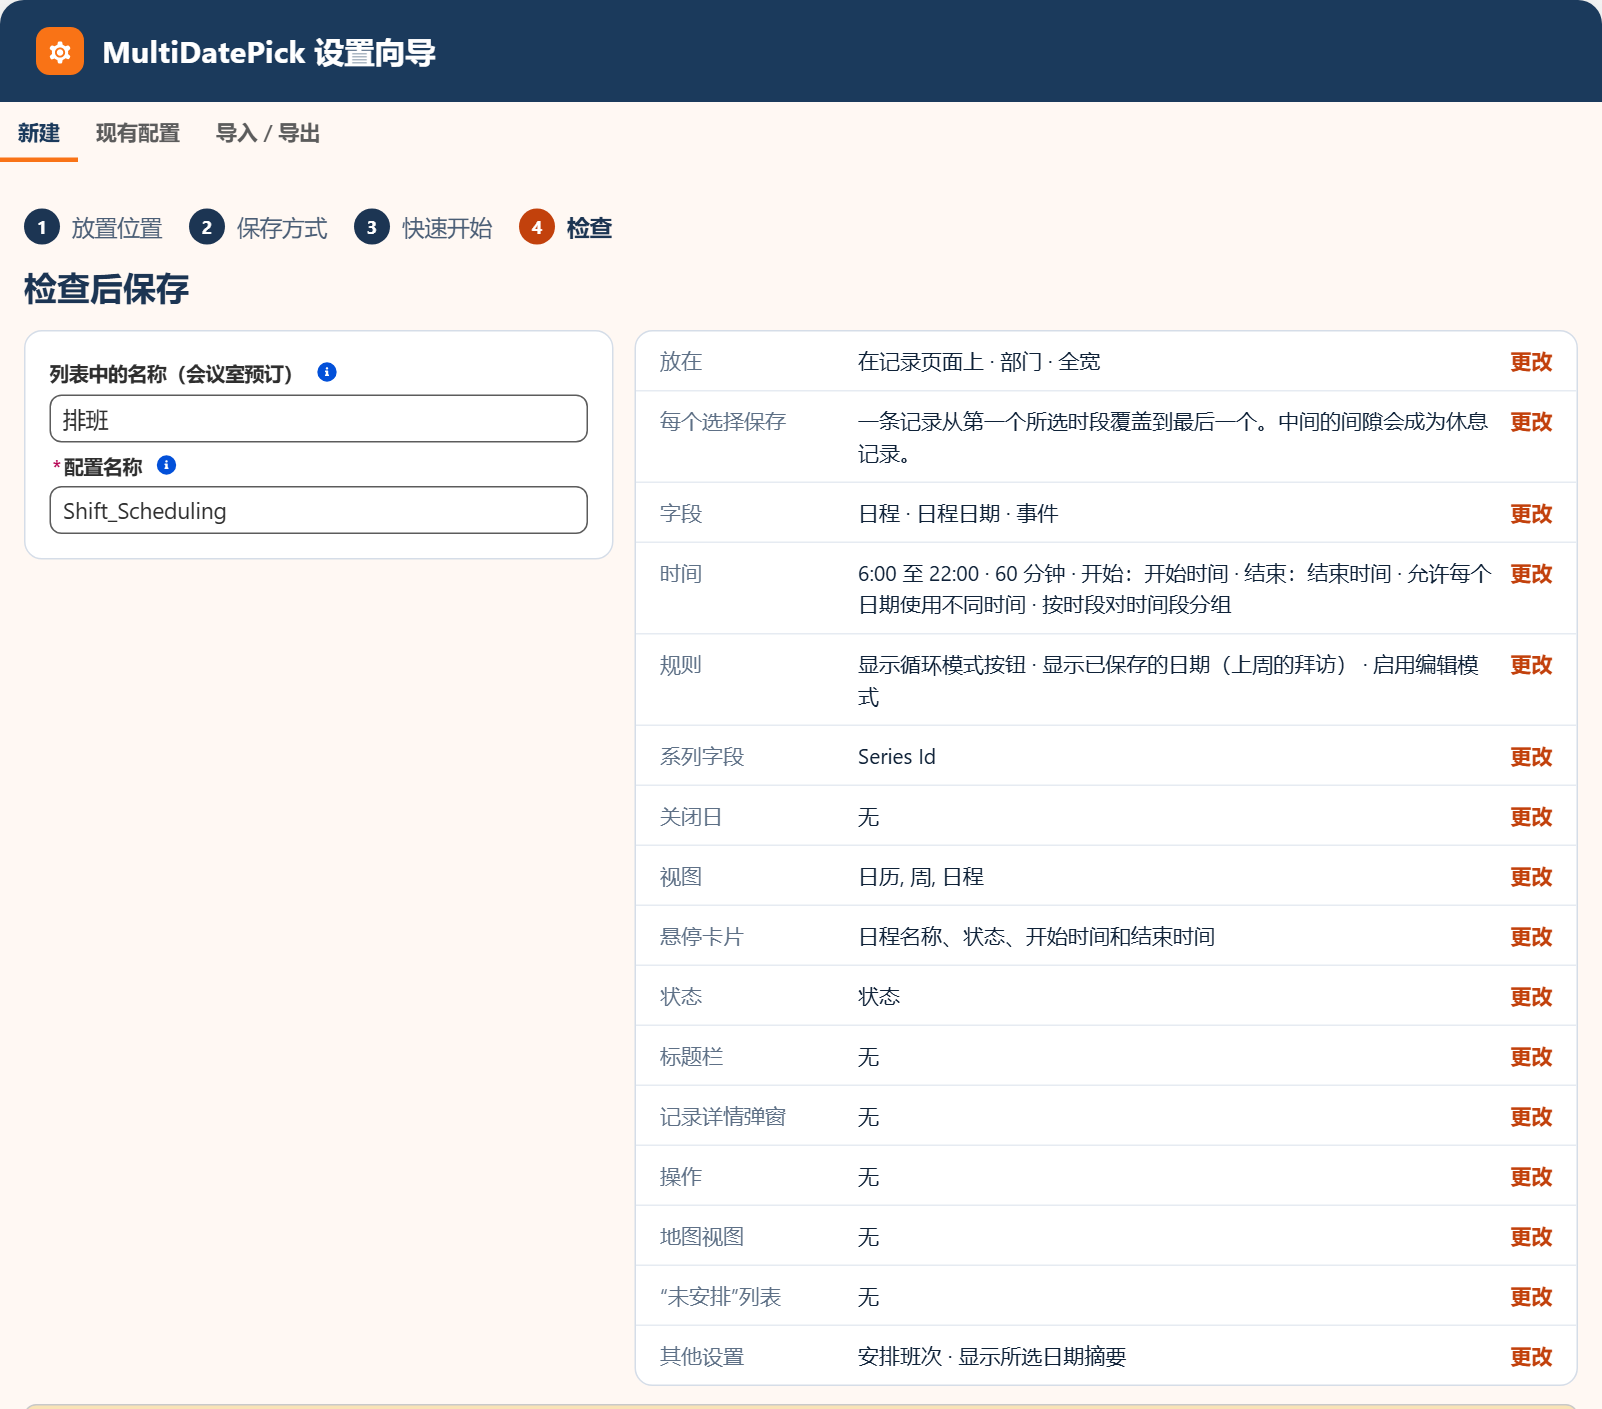 MultiDatePick 设置向导
新建
现有配置
导入 / 导出
1 放置位置
2 保存方式
3 快速开始
4 检查
检查后保存
列表中的名称（会议室预订）
排班
*配置名称
Shift_Scheduling
放在 在记录页面上 · 部门 · 全宽 更改
每个选择保存 一条记录从第一个所选时段覆盖到最后一个。中间的间隙会成为休息 更改
记录。
字段 日程 · 日程日期 · 事件 更改
时间 6:00 至 22:00 · 60 分钟 · 开始：开始时间 · 结束：结束时间 · 允许每个 更改
日期使用不同时间 · 按时段对时间段分组
规则 显示循环模式按钮 · 显示已保存的日期（上周的拜访） · 启用编辑模 更改
式
系列字段 Series Id 更改
关闭日 无 更改
视图 日历, 周, 日程 更改
悬停卡片 日程名称、状态、开始时间和结束时间 更改
状态 状态 更改
标题栏 无 更改
记录详情弹窗 无 更改
操作 无 更改
地图视图 无 更改
“未安排”列表 无 更改
其他设置 安排班次 · 显示所选日期摘要 更改